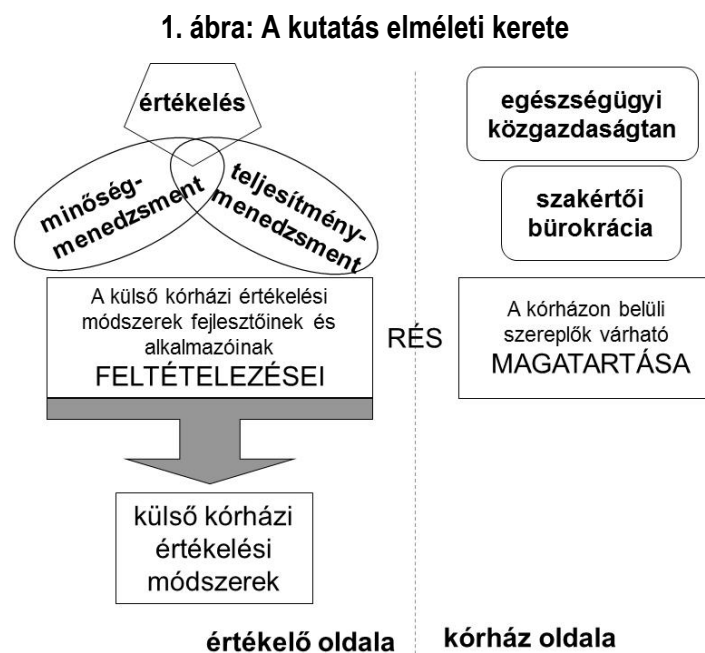 1. ábra: A kutatás elméleti kerete
értékelés
minőség-
menedzsment
teljesítmény-
menedzsment
A külső kórházi értékelési
módszerek fejlesztőinek és
alkalmazóinak
FELTÉTELEZÉSEI
külső kórházi
értékelési
módszerek
értékelő oldala
RÉS
egészségügyi
közgazdaságtan
szakértői
bürokrácia
A kórházon belüli
szereplők várható
MAGATARTÁSA
kórház oldala